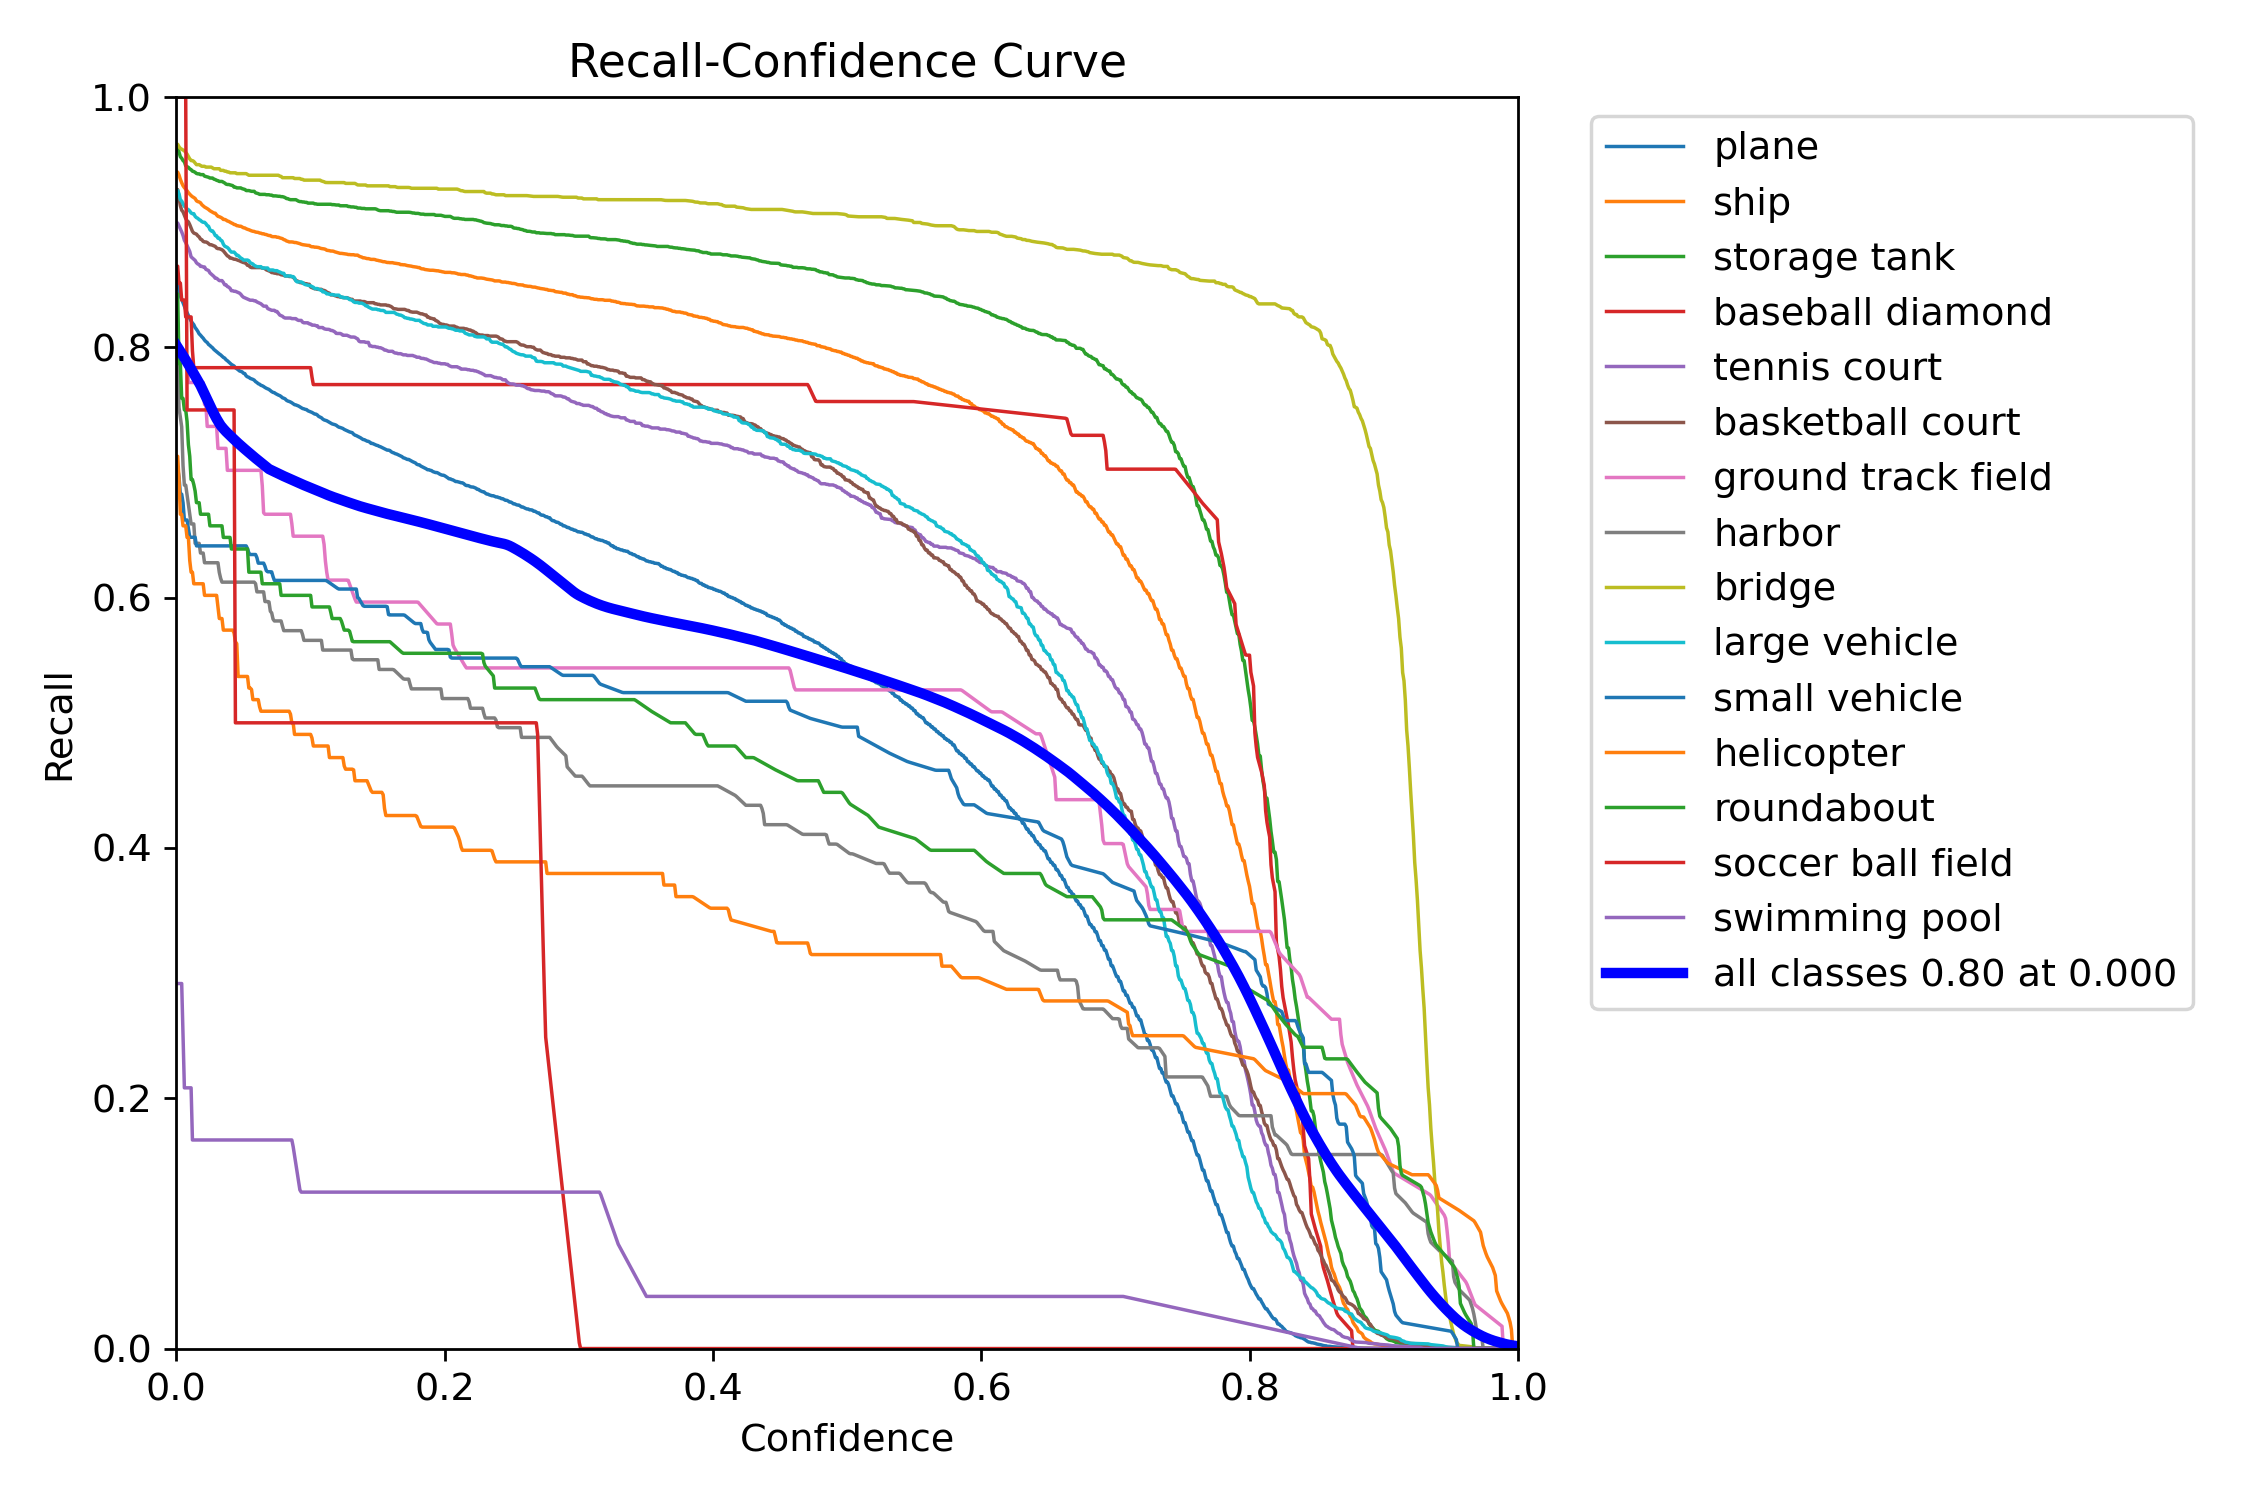 Recall-Confidence Curve
1.0
0.8
0.6
0.4
0.2
0.0
Recall
0.0 0.2 0.4 0.6 0.8 1.0
Confidence
plane
ship
storage tank
baseball diamond
tennis court
basketball court
ground track field
harbor
bridge
large vehicle
small vehicle
helicopter
roundabout
soccer ball field
swimming pool
all classes 0.80 at 0.000